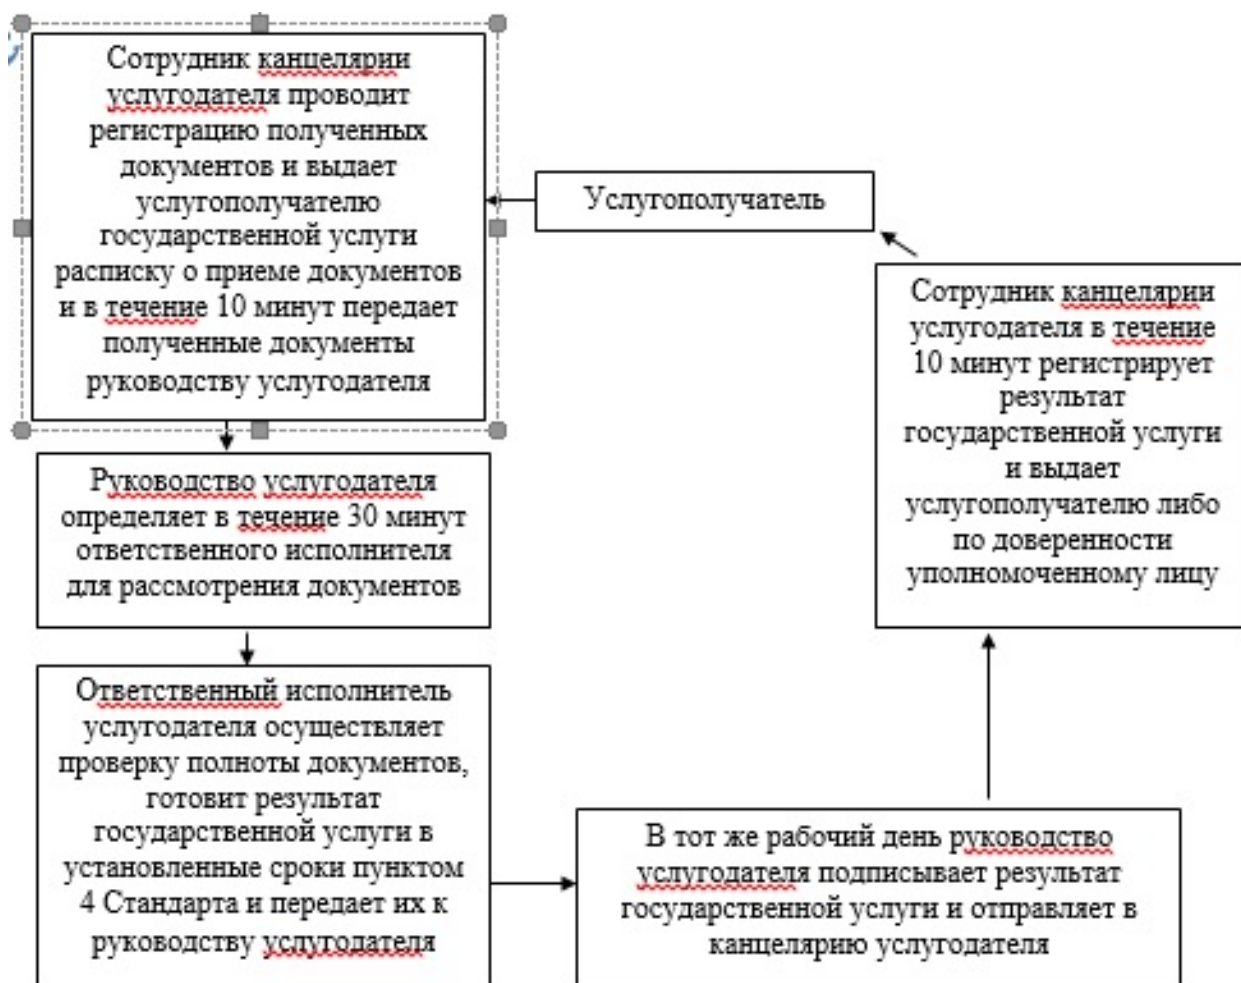 Сотрудник канцелярии
услугодателя проводит
регистрацию полученных
документов и выдает
услугополучателю
государственной услуги
расписку о приеме документов
и в течение 10 минут передает
полученные документы
руководству услугодателя
Услугополучатель
Руководство услугодателя
определяет в течение 30 минут
ответственного исполнителя
для рассмотрения документов
Ответственный исполнитель
услугодателя осуществляет
проверку полноты документов,
готовит результат
государственной услуги в
установленные сроки пунктом
4 Стандарта и передает их к
руководству услугодателя
В тот же рабочий день руководство
услугодателя подписывает результат
государственной услуги и отправляет в
канцелярию услугодателя
Сотрудник канцелярии
услугодателя в течение
10 минут регистрирует
результат
государственной услуги
и выдает
услугополучателю либо
по доверенности
уполномоченному лицу